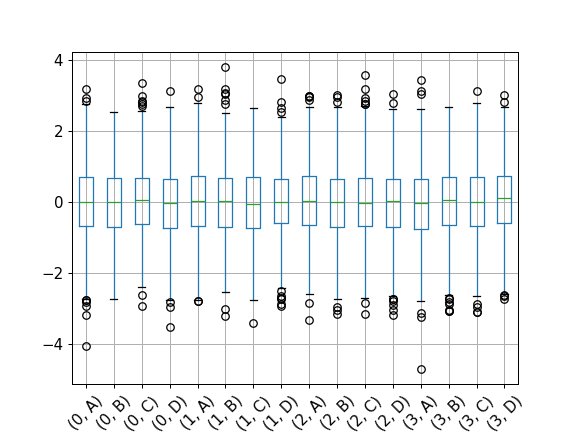 4
2
0
−2
−4
(0, A)
(0, B)
(0, C)
(0, D)
(1, A)
(1, B)
(1, C)
(1, D)
(2, A)
(2, B)
(2, C)
(2, D)
(3, A)
(3, B)
(3, C)
(3, D)